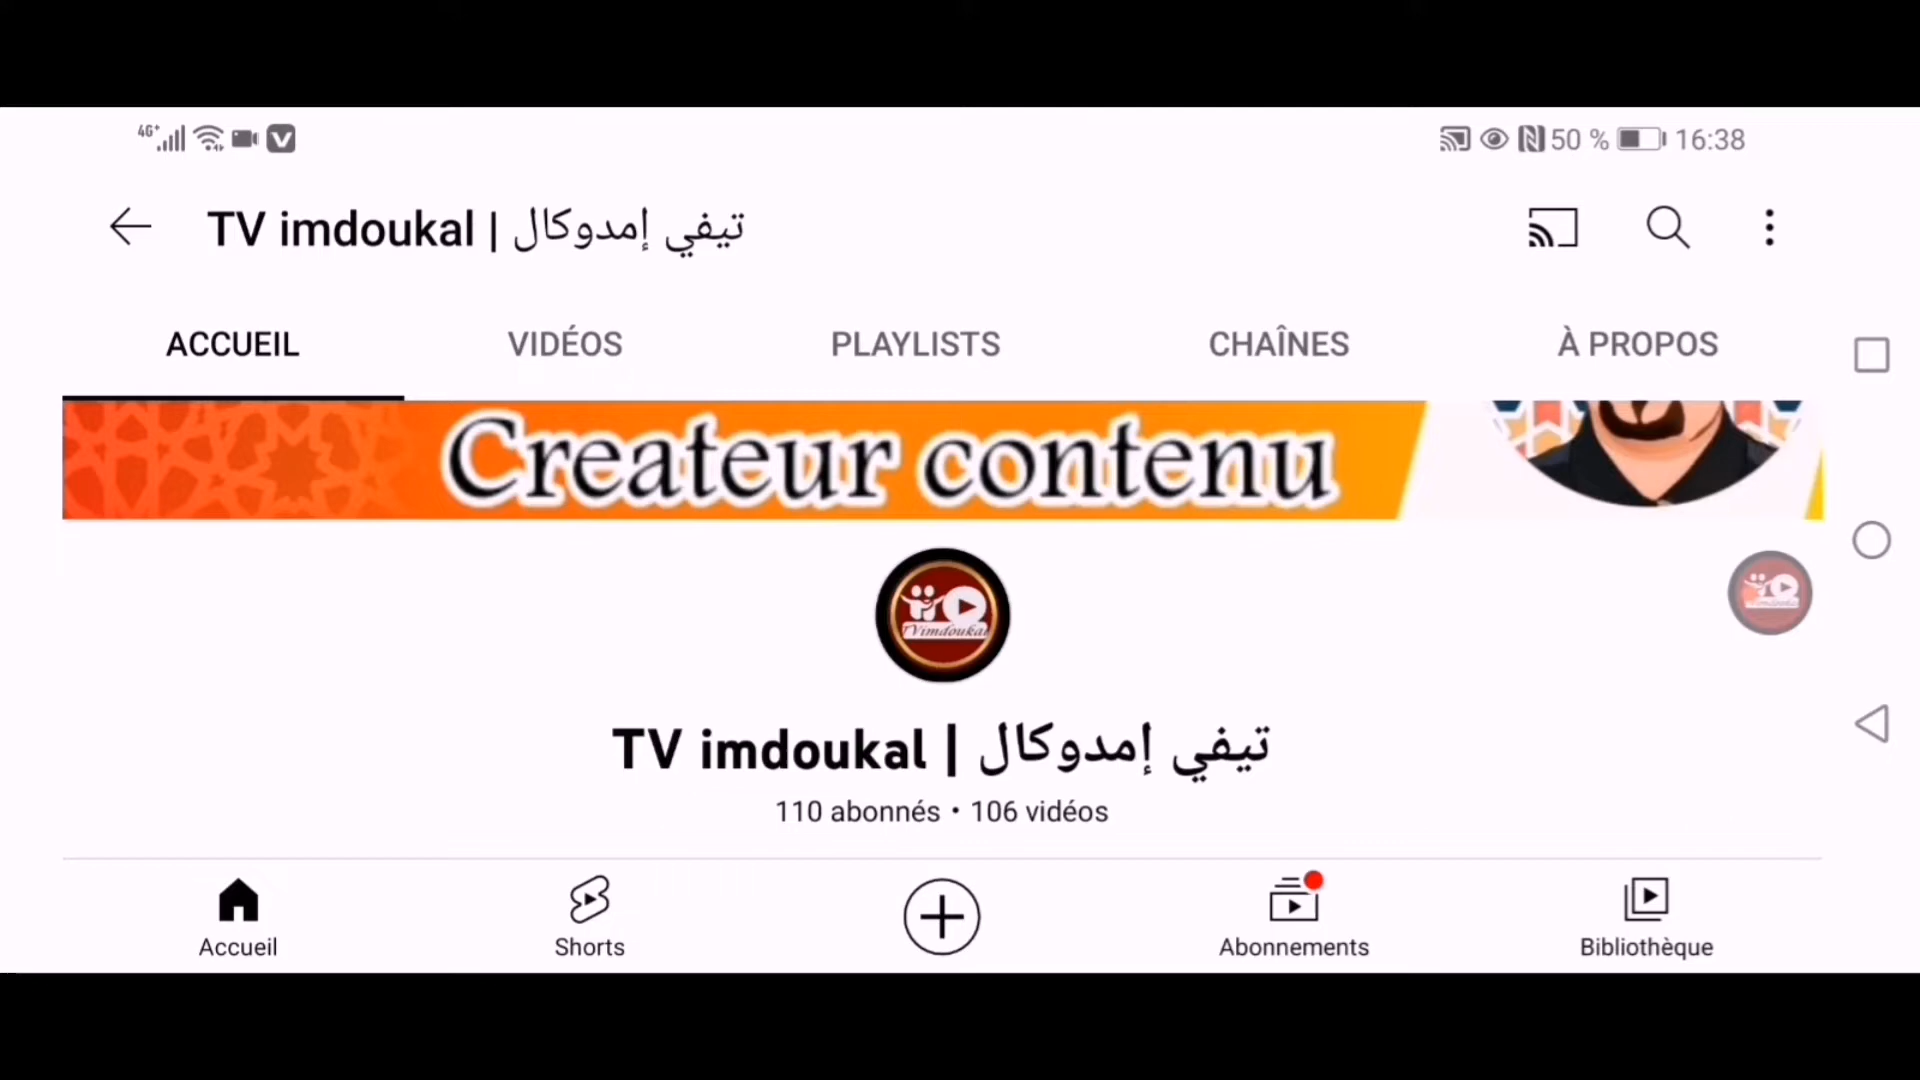 4G+
50 % 16:38
TV imdoukal | تيفي إمدوكال
ACCUEIL VIDÉOS PLAYLISTS CHAÎNES À PROPOS
Createur contenu
TVimdoukal
TV imdoukal | تيفي إمدوكال
110 abonnés • 106 vidéos
Accueil Shorts Abonnements Bibliothèque